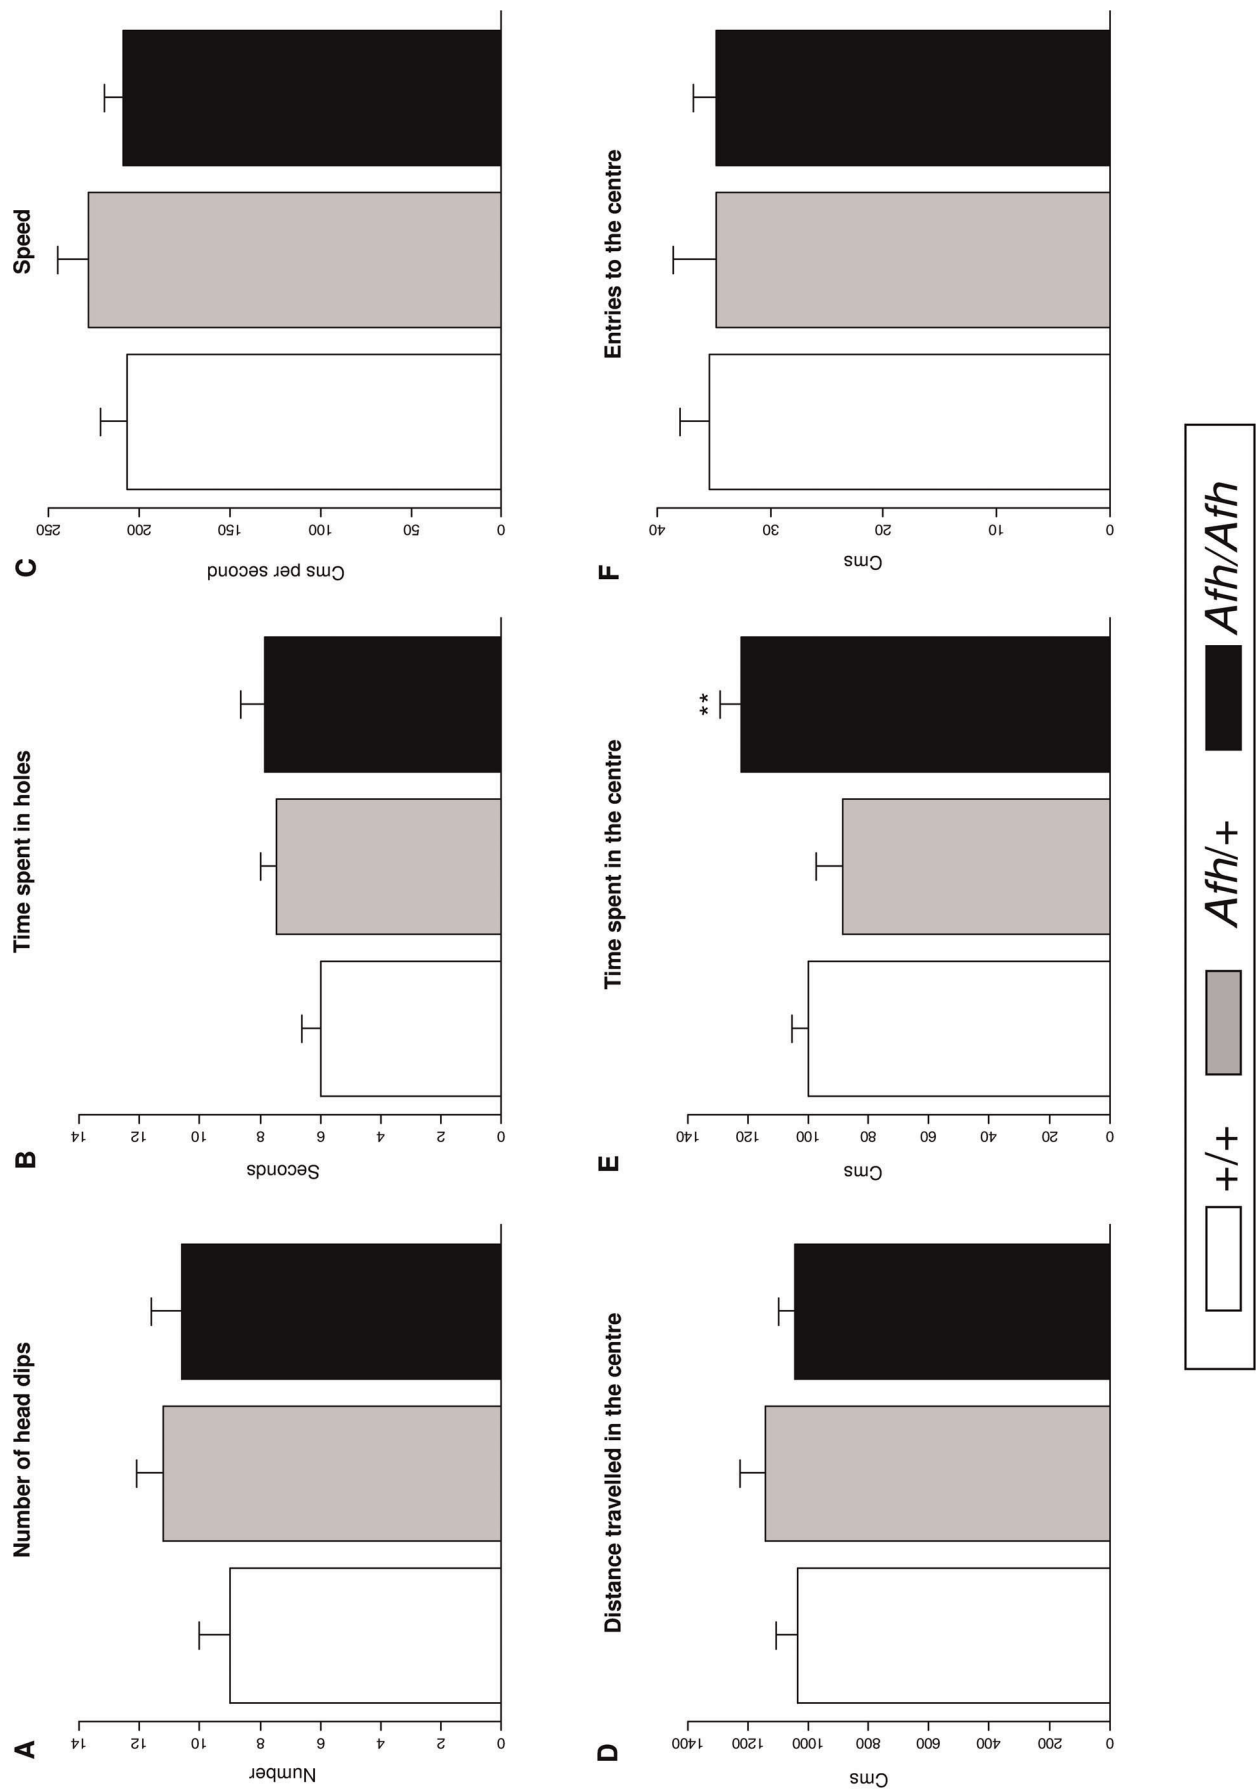 A
Number of head dips
Number
14
12
10
8
6
4
2
0
B
Time spent in holes
Seconds
14
12
10
8
6
4
2
0
C
Speed
Cms per second
250
200
150
100
50
0
D
Distance travelled in the centre
Cms
1400
1200
1000
800
600
400
200
0
E
Time spent in the centre
Cms
140
120
100
80
60
40
20
0
**
F
Entries to the centre
Cms
40
30
20
10
0
+/+ Afh/+ Afh/Afh